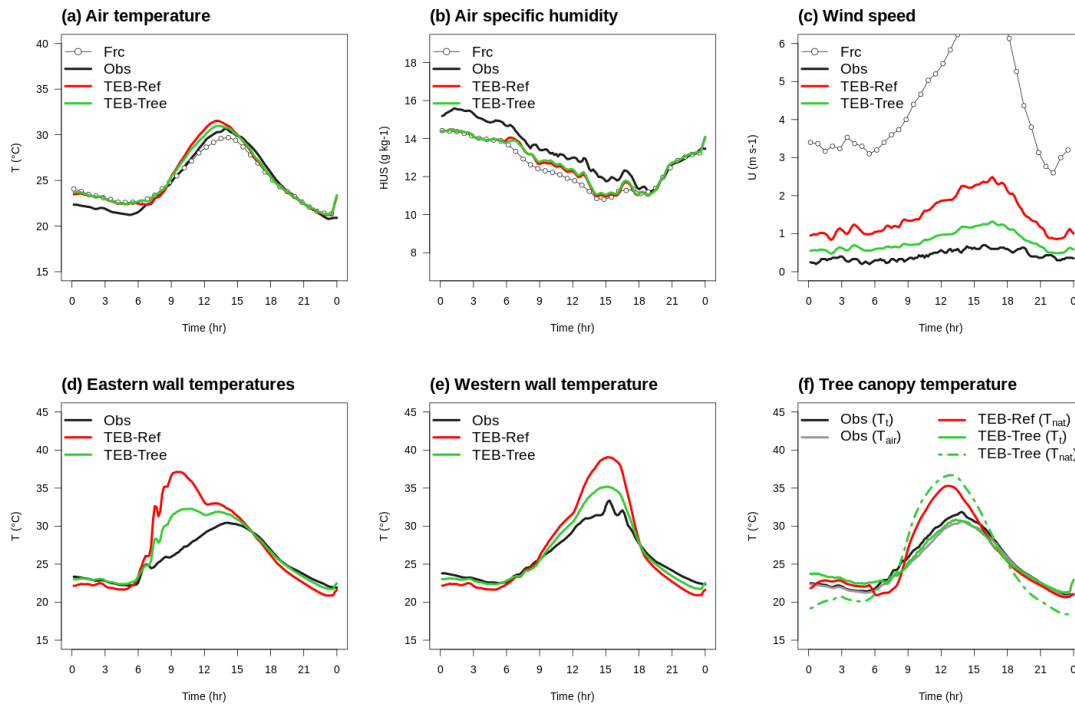 (a) Air temperature
40
35
30
25
20
15
T (°C)
Frc
Obs
TEB-Ref
TEB-Tree
0 3 6 9 12 15 18 21 0
Time (hr)
(b) Air specific humidity
18
16
14
12
10
8
HUS (g kg-1)
Frc
Obs
TEB-Ref
TEB-Tree
0 3 6 9 12 15 18 21 0
Time (hr)
(c) Wind speed
6
5
4
3
2
1
0
U (m s-1)
Frc
Obs
TEB-Ref
TEB-Tree
0 3 6 9 12 15 18 21 0
Time (hr)
(d) Eastern wall temperatures
45
40
35
30
25
20
15
T (°C)
Obs
TEB-Ref
TEB-Tree
0 3 6 9 12 15 18 21 0
Time (hr)
(e) Western wall temperature
45
40
35
30
25
20
15
T (°C)
Obs
TEB-Ref
TEB-Tree
0 3 6 9 12 15 18 21 0
Time (hr)
(f) Tree canopy temperature
45
40
35
30
25
20
15
T (°C)
Obs (Tt)
Obs (Tair)
TEB-Ref (Tnat)
TEB-Tree (Tt)
TEB-Tree (Tnat)
0 3 6 9 12 15 18 21 0
Time (hr)